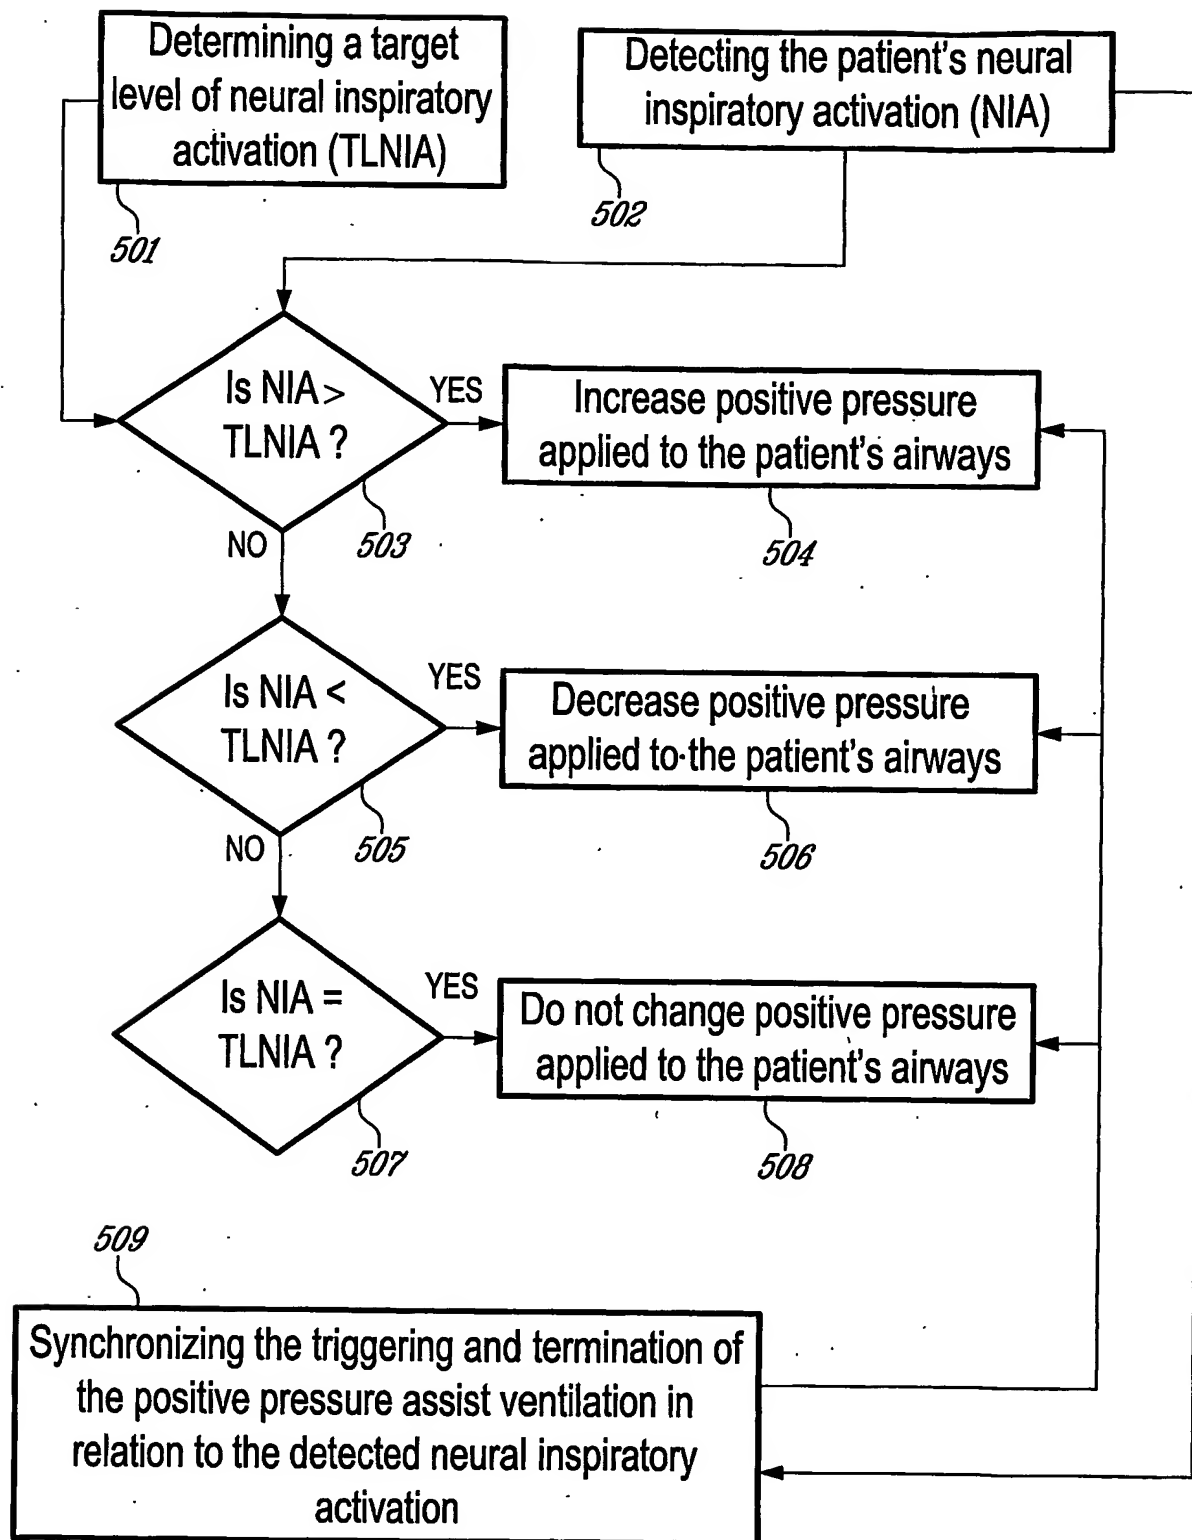 Determining a target
level of neural inspiratory
activation (TLNIA)
501
Detecting the patient's neural
inspiratory activation (NIA)
502
Is NIA >
TLNIA ?
503
YES
Increase positive pressure
applied to the patient's airways
504
NO
Is NIA <
TLNIA ?
505
YES
Decrease positive pressure
applied to the patient's airways
506
NO
Is NIA =
TLNIA ?
507
YES
Do not change positive pressure
applied to the patient's airways
508
509
Synchronizing the triggering and termination of
the positive pressure assist ventilation in
relation to the detected neural inspiratory
activation